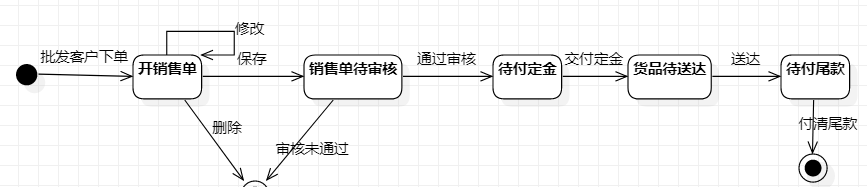 修改
批发客户下单
开销售单
保存
销售单待审核
通过审核
待付定金
交付定金
货品待送达
送达
待付尾款
删除
审核未通过
付清尾款